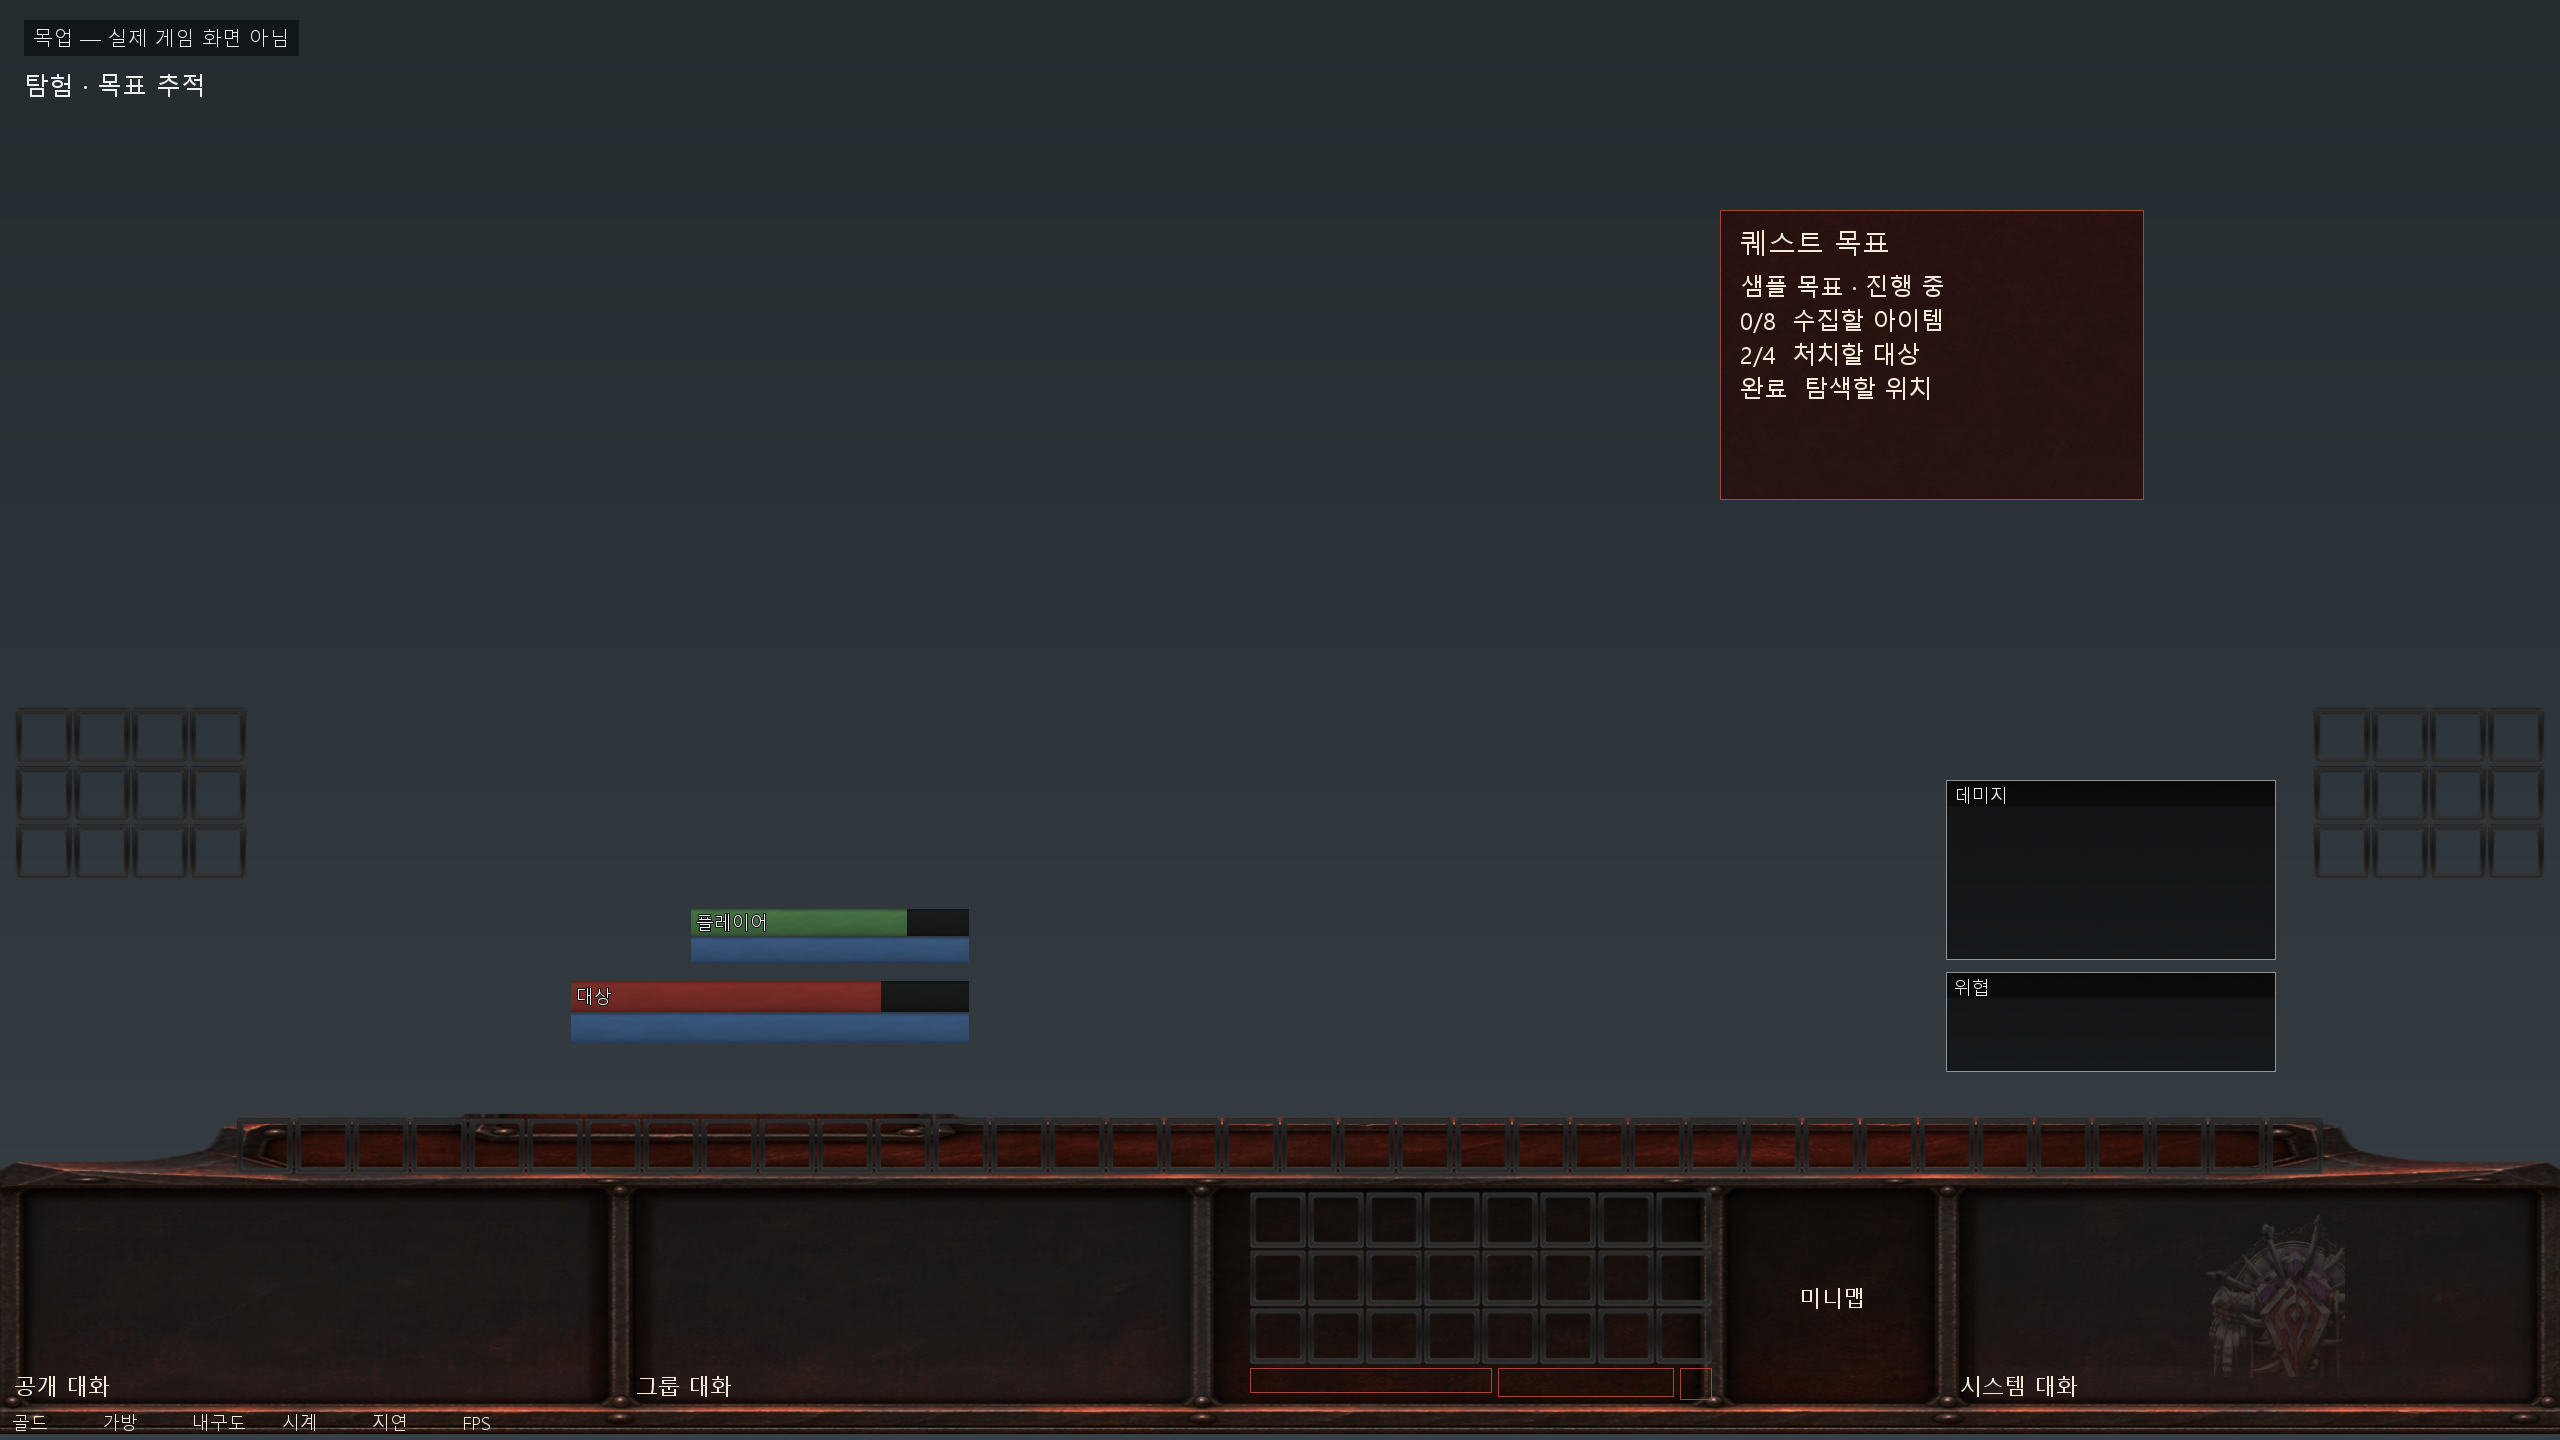 목업 — 실제 게임 화면 아님
탐험 · 목표 추적
퀘스트 목표
샘플 목표 · 진행 중
0/8 수집할 아이템
2/4 처치할 대상
완료 탐색할 위치
데미지
플레이어
위협
대상
미니맵
공개 대화
그룹 대화
시스템 대화
골드 가방 내구도 시계 지연 FPS